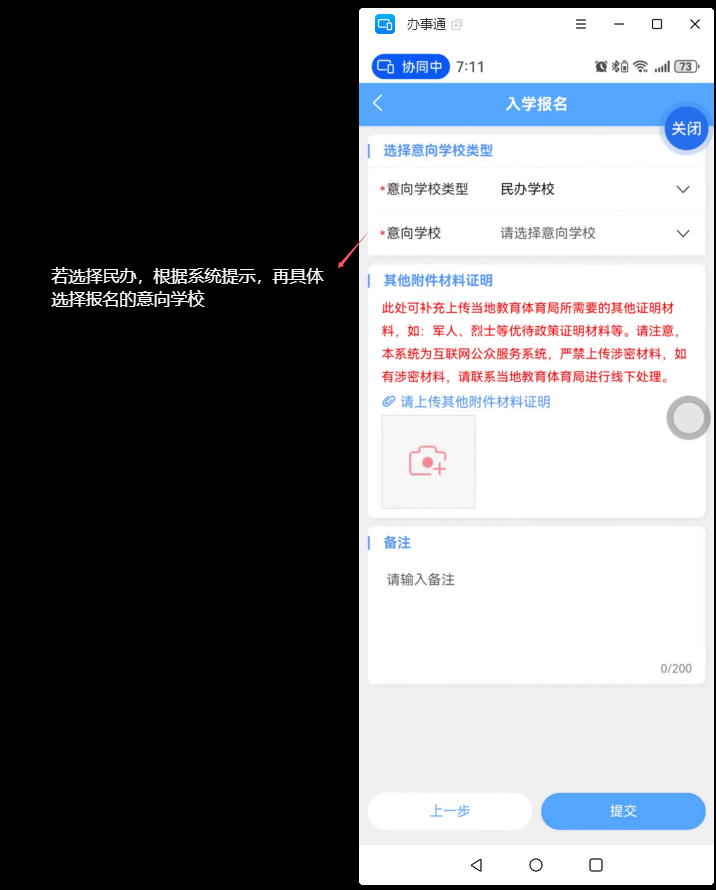 办事通
协同中 7:11 73
入学报名
关闭
选择意向学校类型
*意向学校类型 民办学校
*意向学校 请选择意向学校
若选择民办，根据系统提示，再具体
选择报名的意向学校
其他附件材料证明
此处可补充上传当地教育体育局所需要的其他证明材
料，如：军人、烈士等优待政策证明材料等。请注意，
本系统为互联网公众服务系统，严禁上传涉密材料，如
有涉密材料，请联系当地教育体育局进行线下处理。
请上传其他附件材料证明
备注
请输入备注
0/200
上一步 提交